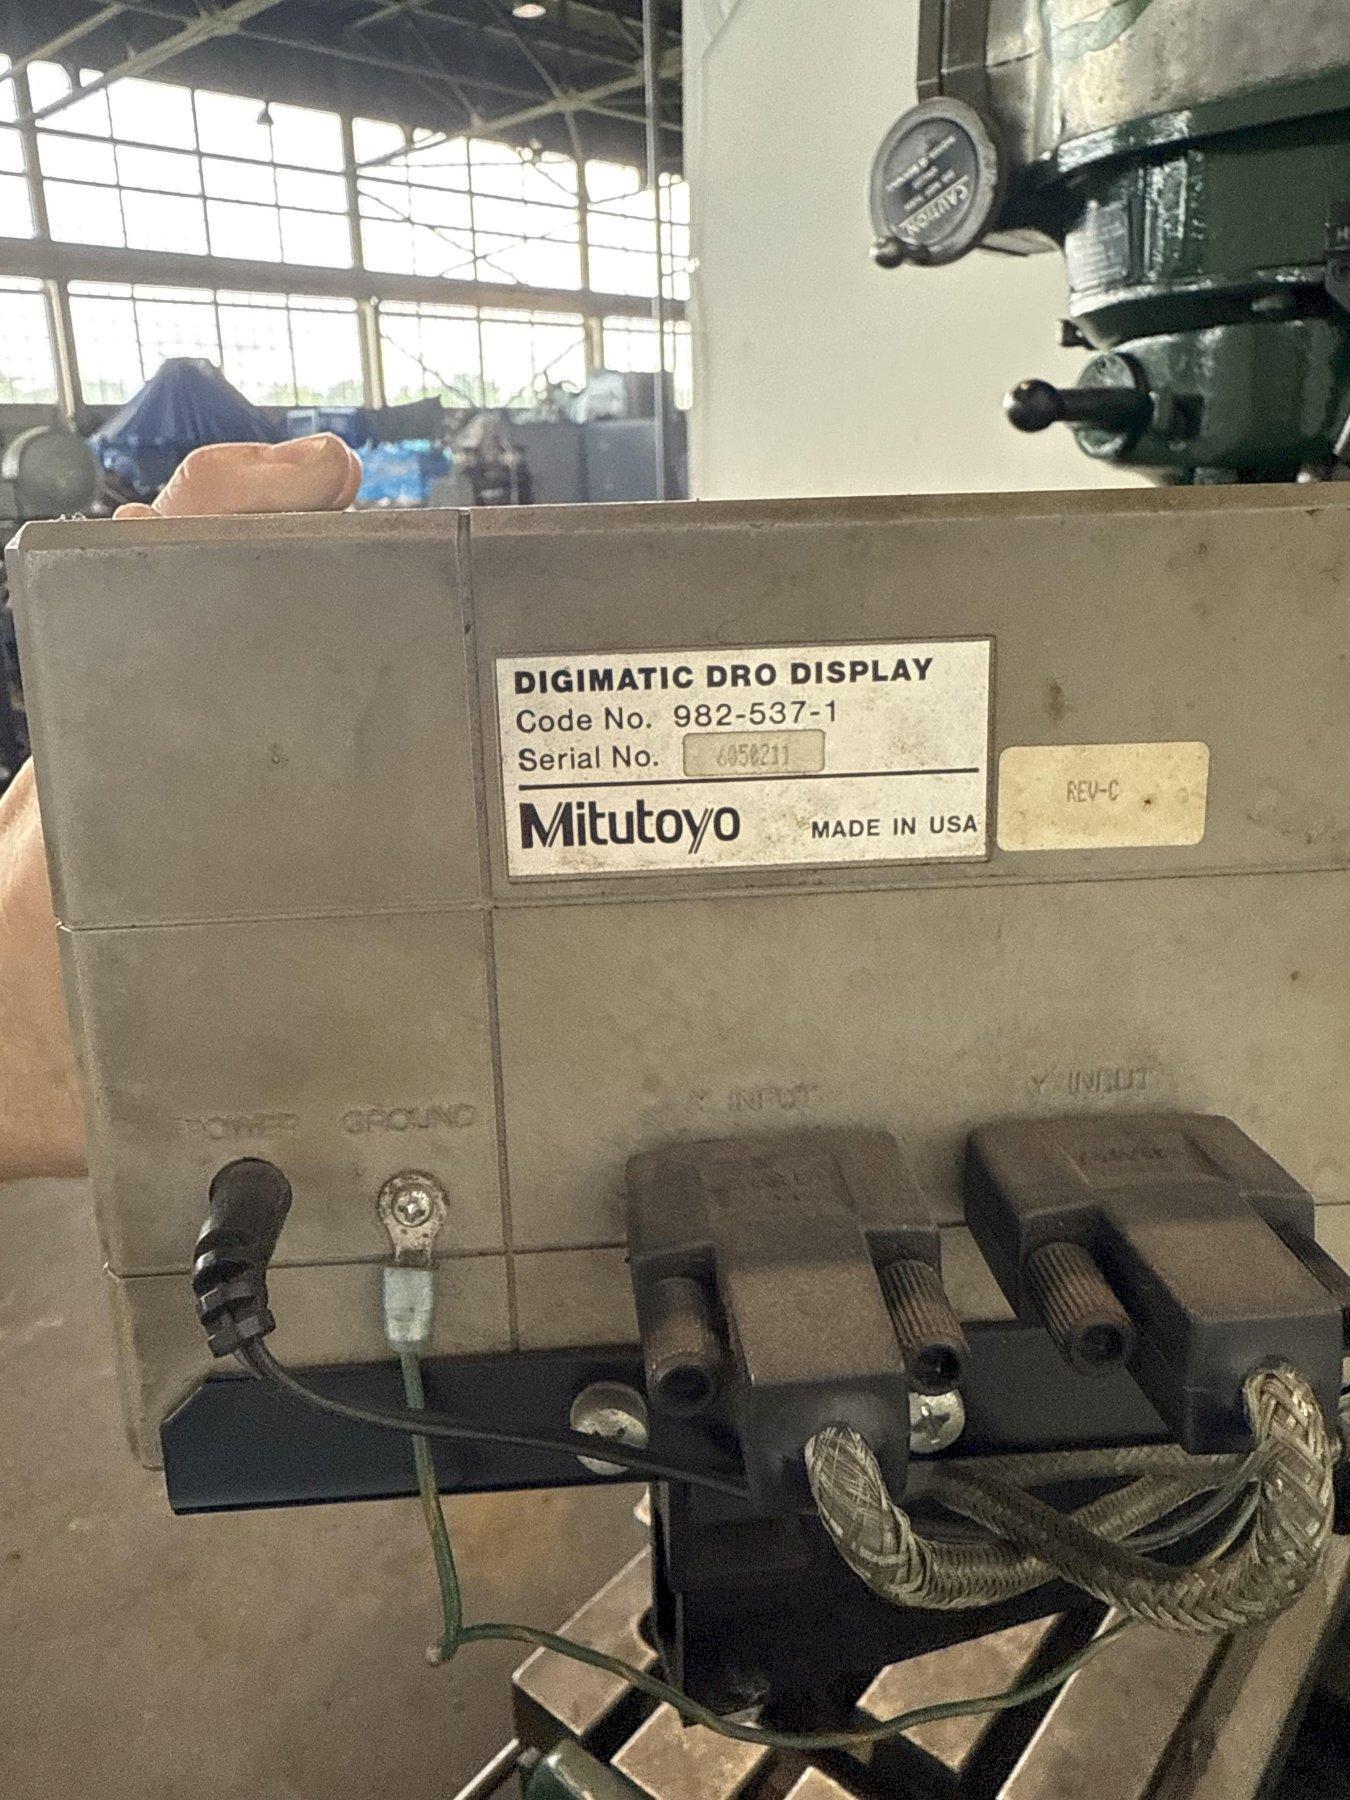 CAUTION
DIGIMATIC DRO DISPLAY
Code No. 982-537-1
Serial No. 6050211
Mitutoyo MADE IN USA
REV-C
POWER GROUND X INPUT Y INPUT